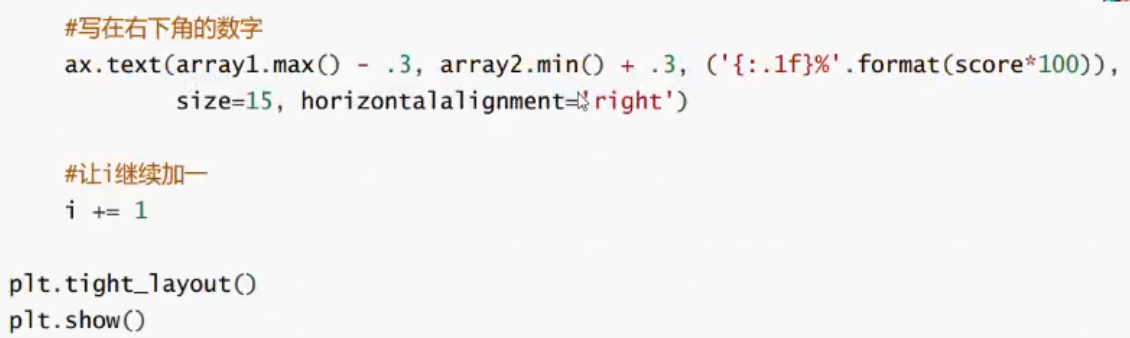 #写在右下角的数字
ax.text(array1.max() - .3, array2.min() + .3, ('{:.1f}%'.format(score*100)),
size=15, horizontalalignment='right')
#让i继续加一
i += 1
plt.tight_layout()
plt.show()